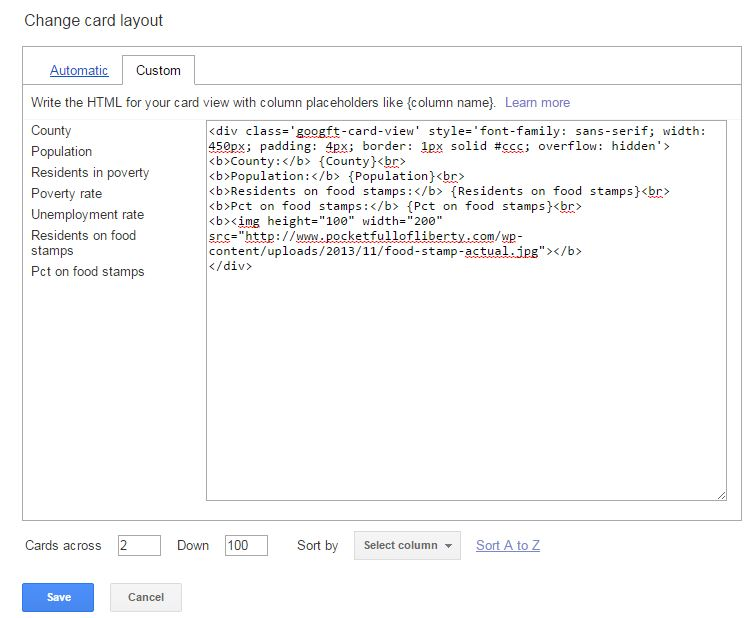 Change card layout
Automatic Custom
Write the HTML for your card view with column placeholders like {column name}. Learn more
County
Population
Residents in poverty
Poverty rate
Unemployment rate
Residents on food
stamps
Pct on food stamps
<div class='googft-card-view' style='font-family: sans-serif; width:
450px; padding: 4px; border: 1px solid #ccc; overflow: hidden'>
<b>County:</b> {County}<br>
<b>Population:</b> {Population}<br>
<b>Residents on food stamps:</b> {Residents on food stamps}<br>
<b>Pct on food stamps:</b> {Pct on food stamps}<br>
<b><img height="100" width="200"
src="http://www.pocketfullofliberty.com/wp-
content/uploads/2013/11/food-stamp-actual.jpg"></b>
</div>
Cards across 2 Down 100 Sort by Select column Sort A to Z
Save Cancel